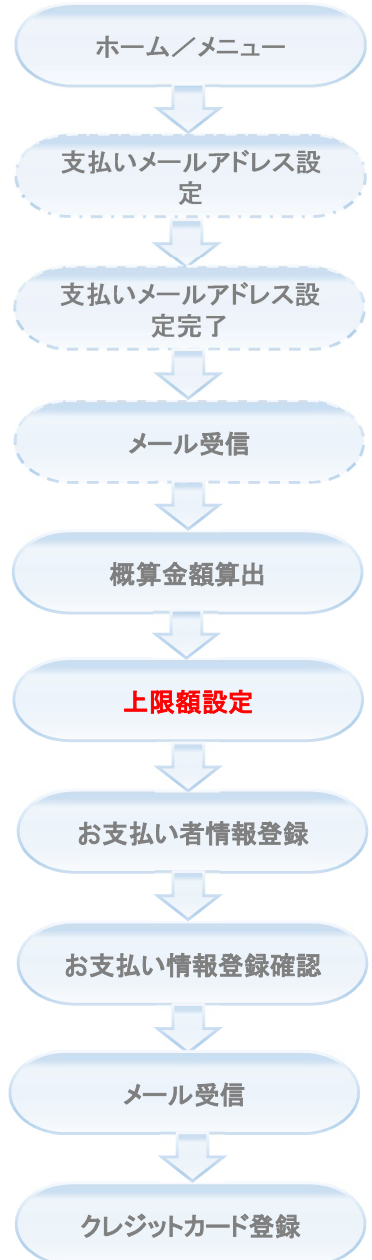 ホーム／メニュー
支払いメールアドレス設
定
支払いメールアドレス設
定完了
メール受信
概算金額算出
上限額設定
お支払い者情報登録
お支払い情報登録確認
メール受信
クレジットカード登録